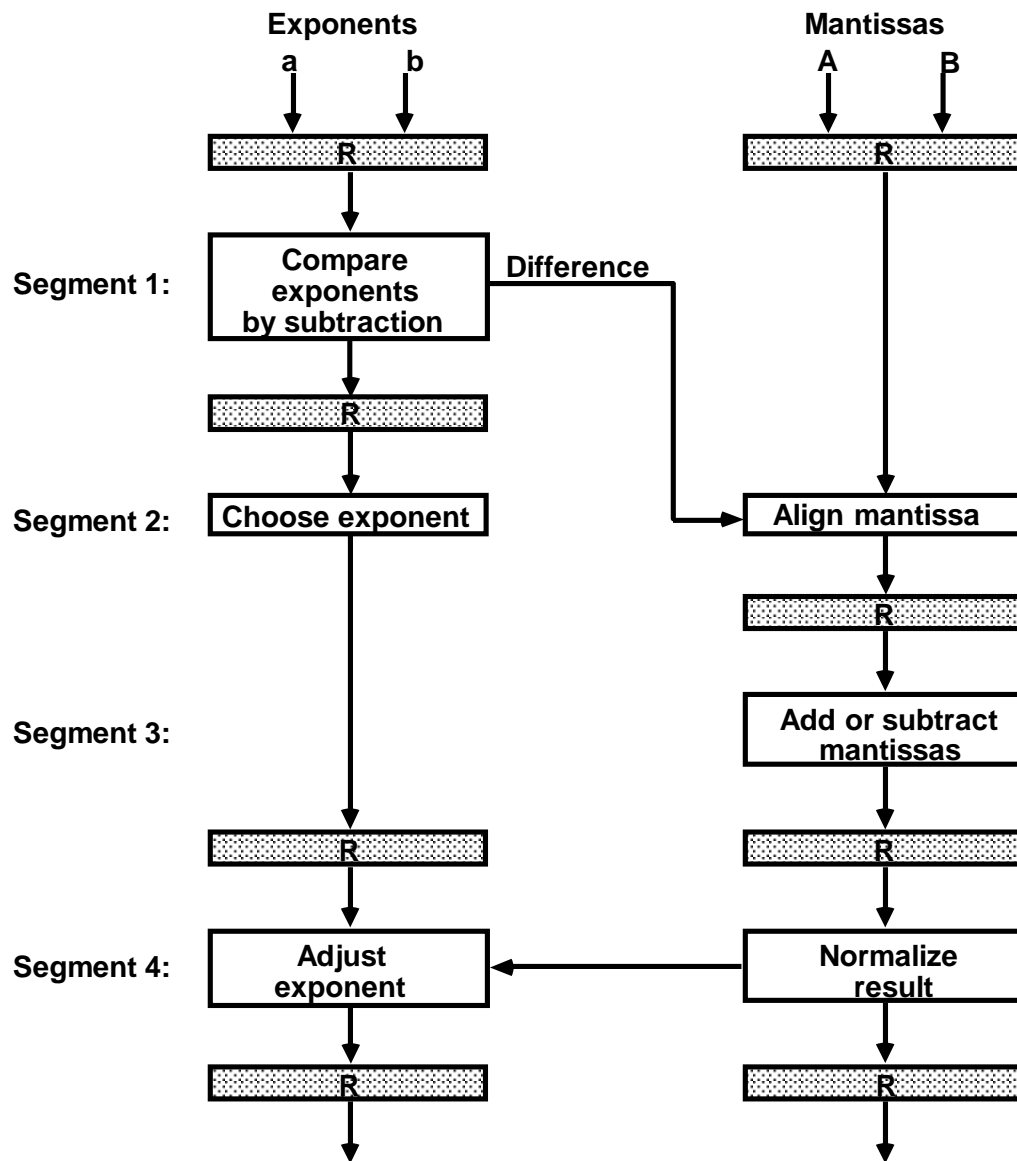 Exponents
Mantissas
a
b
A
B
R
R
Segment 1:
Compare
exponents
by subtraction
Difference
R
Segment 2:
Choose exponent
Align mantissa
R
Segment 3:
Add or subtract
mantissas
R
R
Segment 4:
Adjust
exponent
Normalize
result
R
R